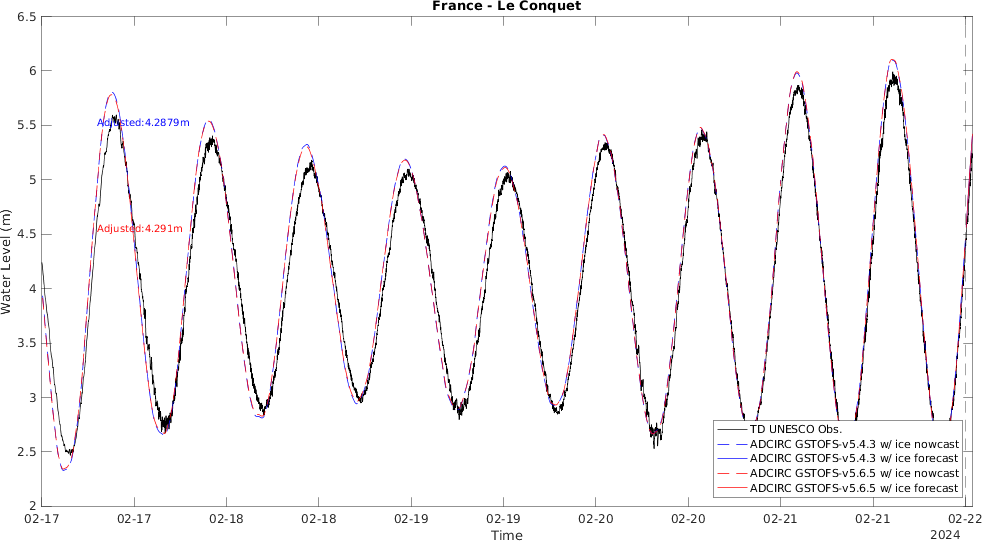 France - Le Conquet
6.5
6
5.5
5
4.5
4
3.5
3
2.5
2
Water Level (m)
Adjusted:4.2879m
Adjusted:4.291m
TD UNESCO Obs.
ADCIRC GSTOFS-v5.4.3 w/ ice nowcast
ADCIRC GSTOFS-v5.4.3 w/ ice forecast
ADCIRC GSTOFS-v5.6.5 w/ ice nowcast
ADCIRC GSTOFS-v5.6.5 w/ ice forecast
02-17 02-17 02-18 02-18 02-19 02-19 02-20 02-20 02-21 02-21 02-22
Time
2024